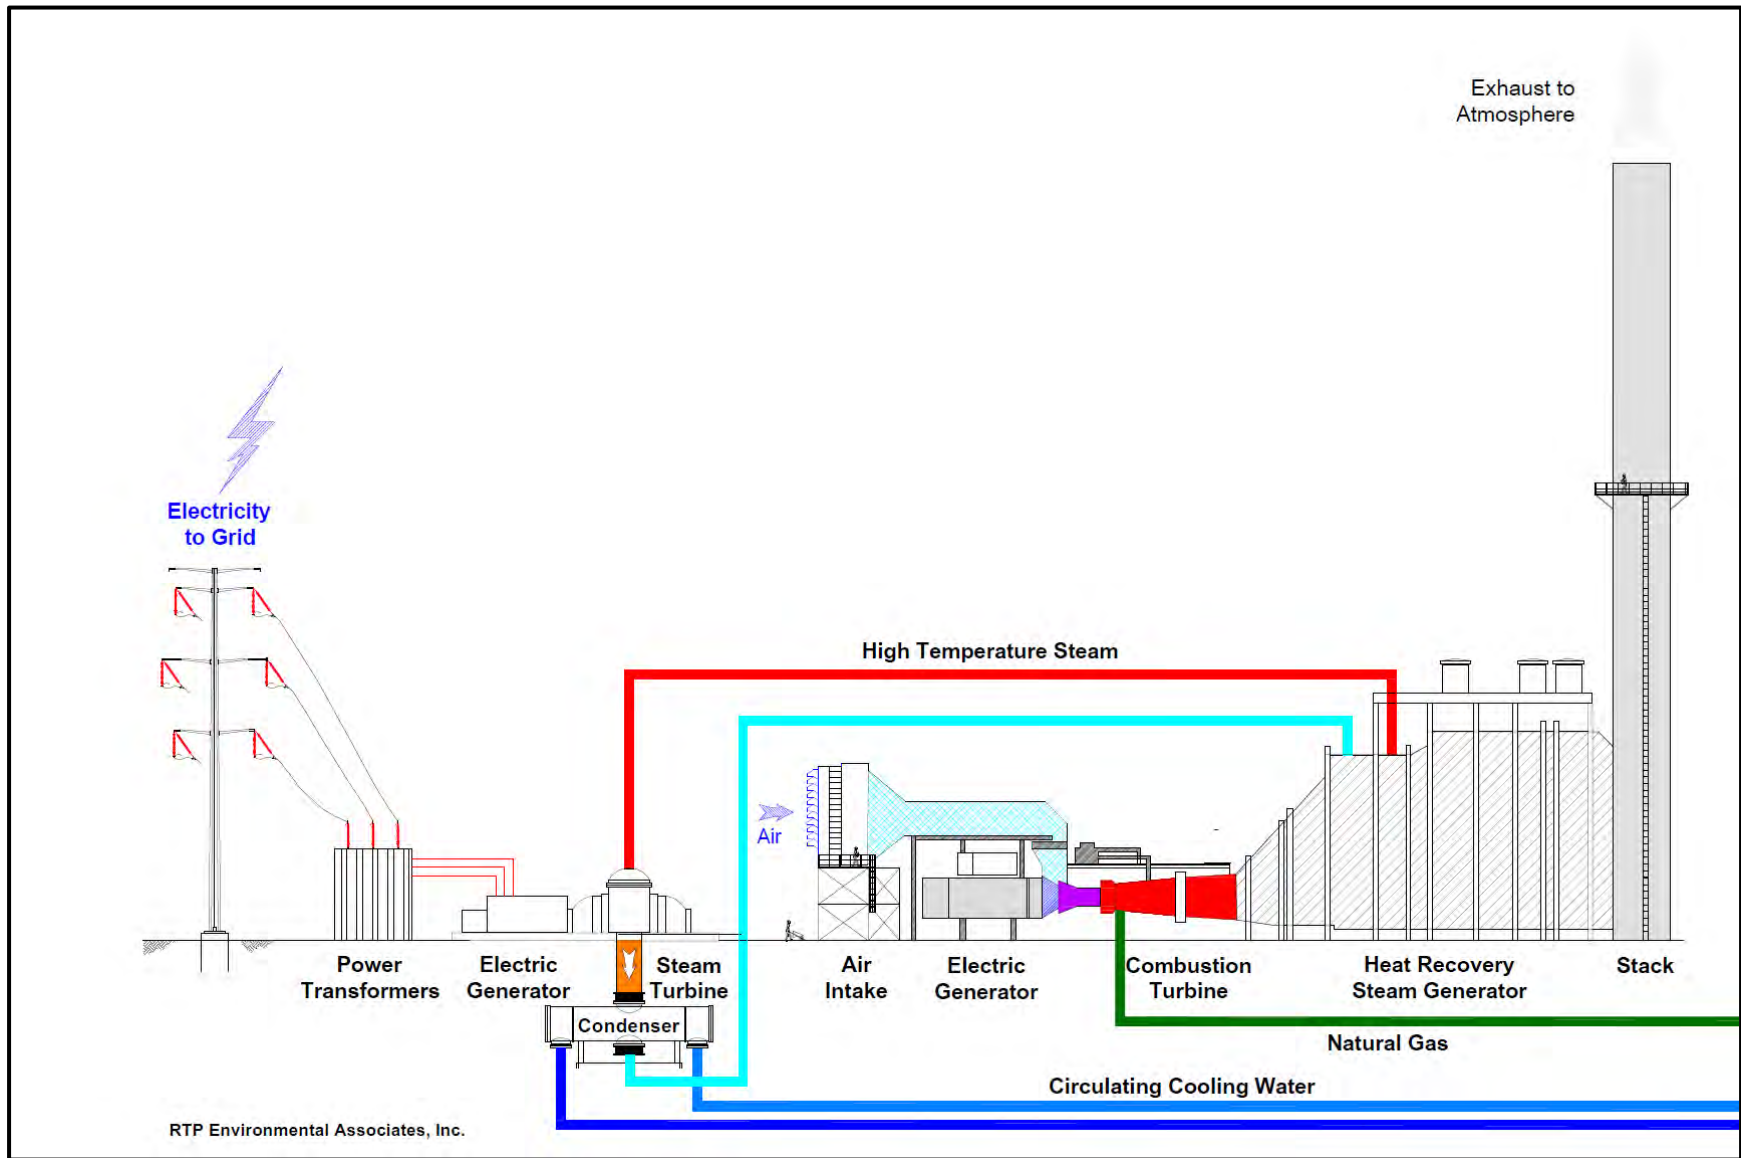 Exhaust to
Atmosphere
Electricity
to Grid
High Temperature Steam
Air
Power
Transformers
Electric
Generator
Steam
Turbine
Air
Intake
Electric
Generator
Combustion
Turbine
Heat Recovery
Steam Generator
Stack
Condenser
Natural Gas
Circulating Cooling Water
RTP Environmental Associates, Inc.